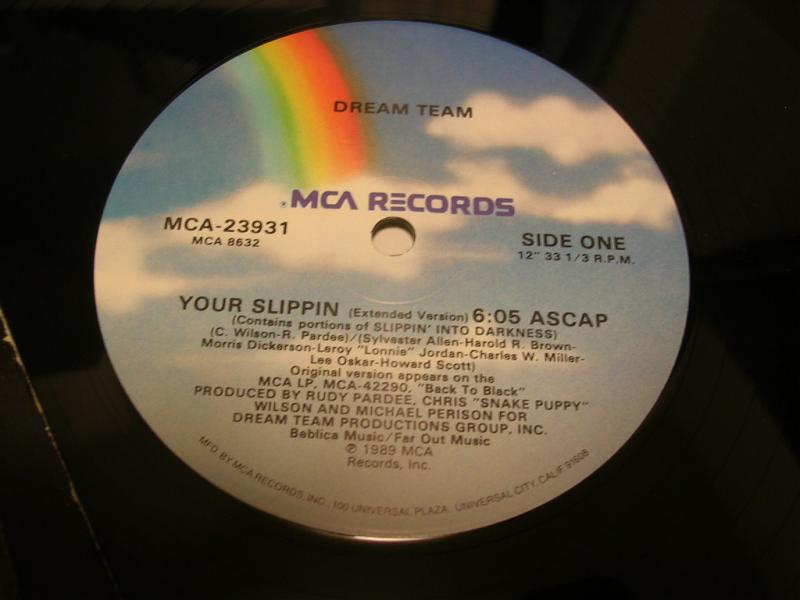 DREAM TEAM
MCA RECORDS
MCA-23931
MCA 8632
SIDE ONE
12" 33 1/3 R.P.M.
YOUR SLIPPIN (Extended Version) 6:05 ASCAP
(Contains portions of SLIPPIN' INTO DARKNESS)
(C. Wilson-R. Pardee)/(Sylvester Allen-Harold R. Brown-
Morris Dickerson-Leroy "Lonnie" Jordan-Charles W. Miller-
Lee Oskar-Howard Scott)
Original version appears on the
MCA LP, MCA-42290, "Back To Black"
PRODUCED BY RUDY PARDEE, CHRIS "SNAKE PUPPY"
WILSON AND MICHAEL PERISON FOR
DREAM TEAM PRODUCTIONS GROUP, INC.
Beblica Music/Far Out Music
℗ 1989 MCA
Records, Inc.
MFD. BY MCA RECORDS, INC., 100 UNIVERSAL PLAZA, UNIVERSAL CITY, CALIF. 91608